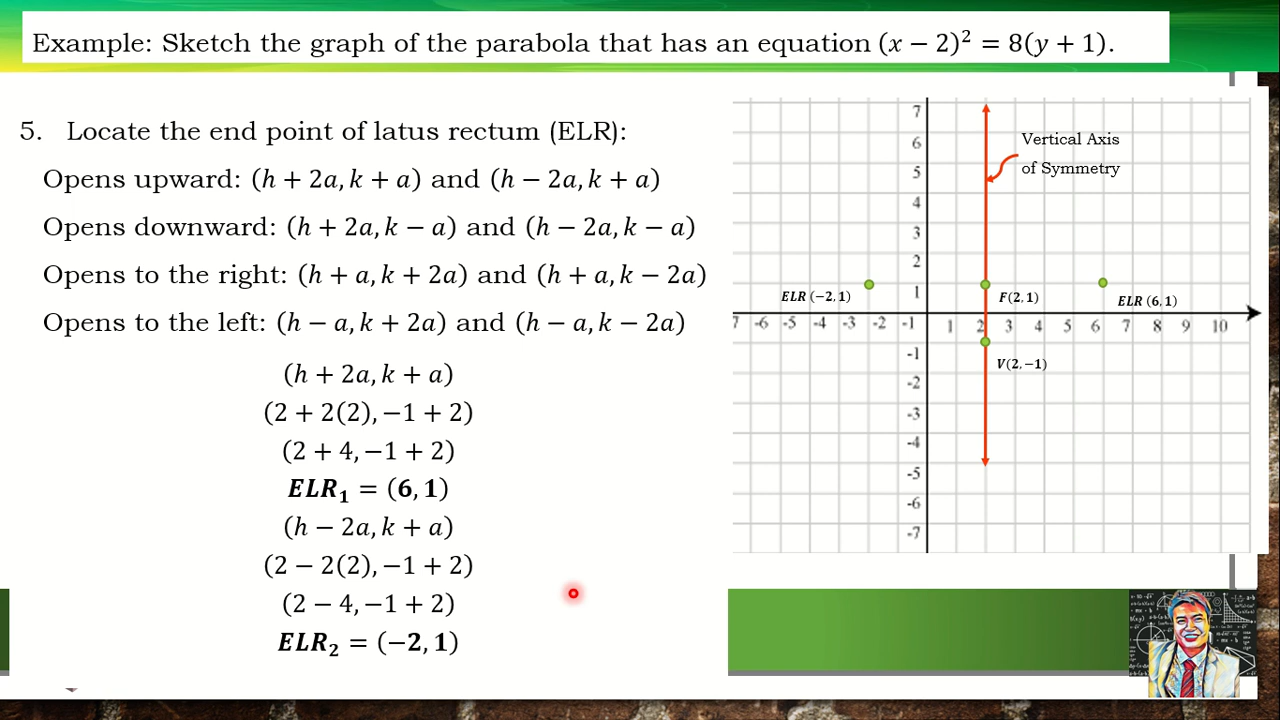 Example: Sketch the graph of the parabola that has an equation (x − 2)² = 8(y + 1).
5. Locate the end point of latus rectum (ELR):
Opens upward: (h + 2a, k + a) and (h − 2a, k + a)
Opens downward: (h + 2a, k − a) and (h − 2a, k − a)
Opens to the right: (h + a, k + 2a) and (h + a, k − 2a)
Opens to the left: (h − a, k + 2a) and (h − a, k − 2a)
(h + 2a, k + a)
(2 + 2(2), −1 + 2)
(2 + 4, −1 + 2)
ELR₁ = (6, 1)
(h − 2a, k + a)
(2 − 2(2), −1 + 2)
(2 − 4, −1 + 2)
ELR₂ = (−2, 1)
Vertical Axis
of Symmetry
7
6
5
4
3
2
1
ELR (−2, 1)
F(2, 1)
ELR (6, 1)
7 -6 -5 -4 -3 -2 -1 1 2 3 4 5 6 7 8 9 10
V(2, −1)
-1
-2
-3
-4
-5
-6
-7